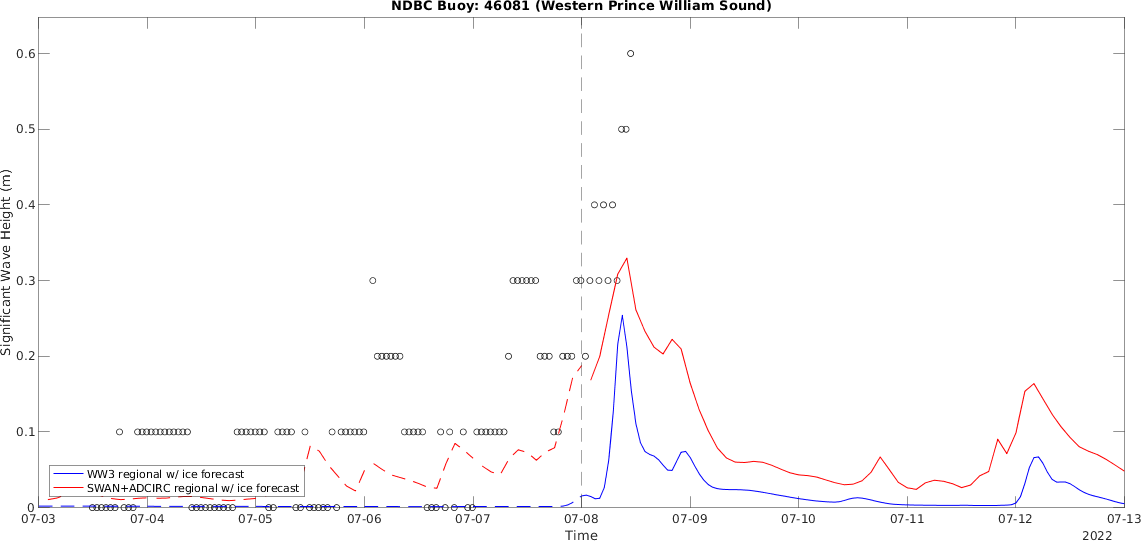 NDBC Buoy: 46081 (Western Prince William Sound)
Significant Wave Height (m)
0.6
0.5
0.4
0.3
0.2
0.1
0
WW3 regional w/ ice forecast
SWAN+ADCIRC regional w/ ice forecast
07-03 07-04 07-05 07-06 07-07 07-08 07-09 07-10 07-11 07-12 07-13
Time
2022